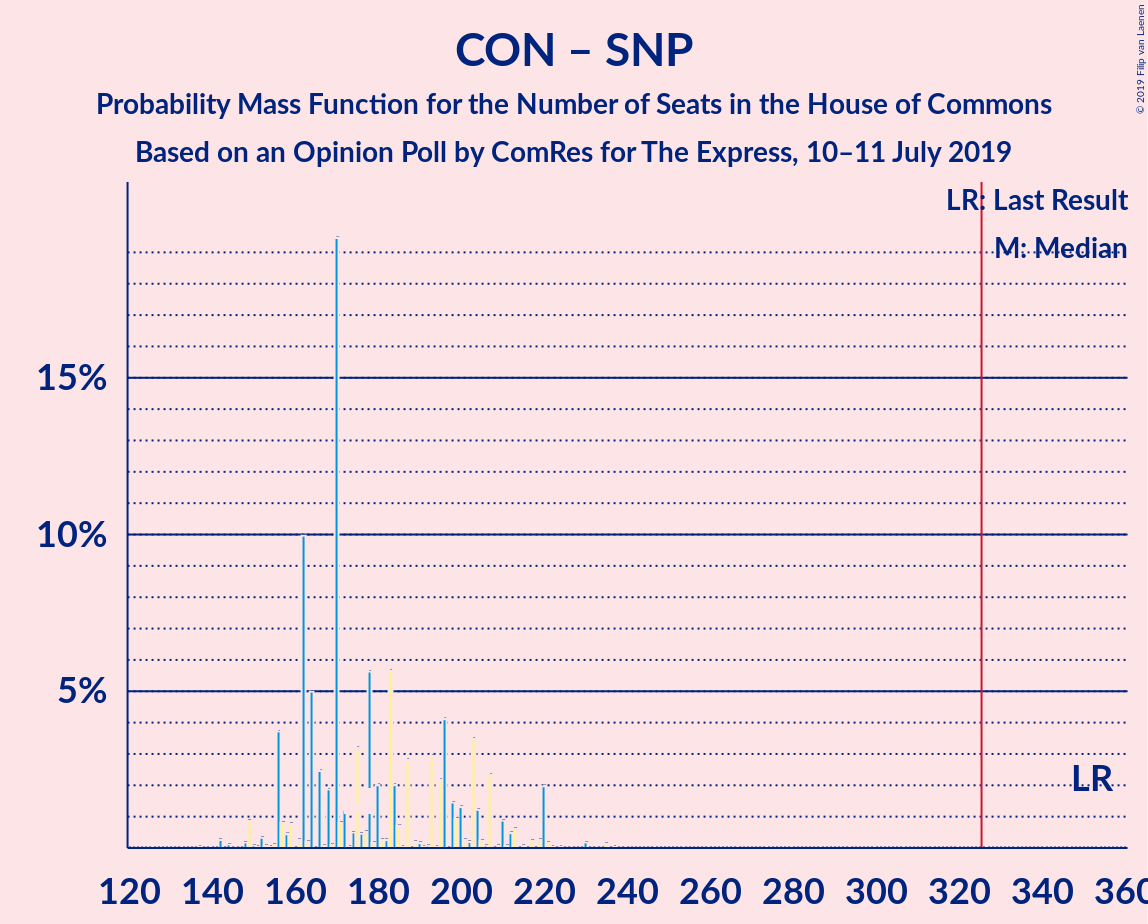 CON – SNP
Probability Mass Function for the Number of Seats in the House of Commons
Based on an Opinion Poll by ComRes for The Express, 10–11 July 2019
© 2019 Filip van Laenen
LR: Last Result
M: Median
15%
10%
5%
LR
120 140 160 180 200 220 240 260 280 300 320 340 360